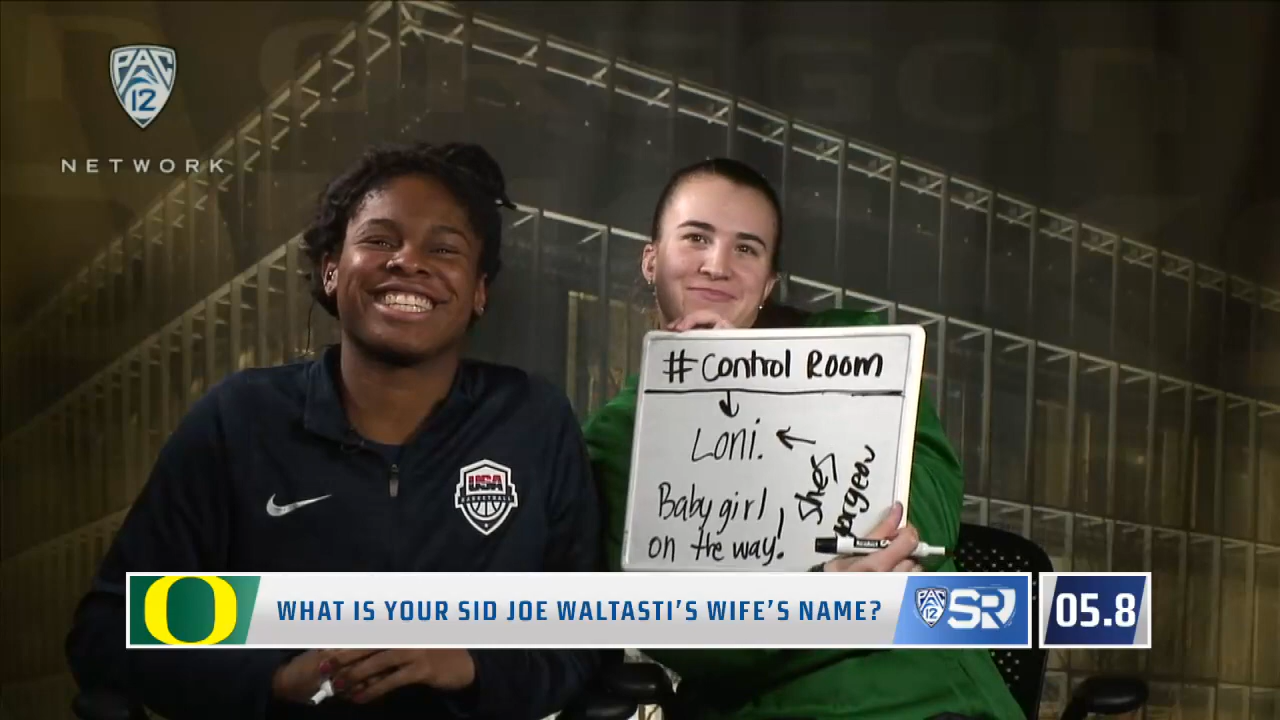 PAC
12
NETWORK
# Control Room
Loni.
She's
gorgeou
Baby girl
on the way!
USA
BASKETBALL
O
WHAT IS YOUR SID JOE WALTASTI'S WIFE'S NAME?
PAC
12
SR
05.8